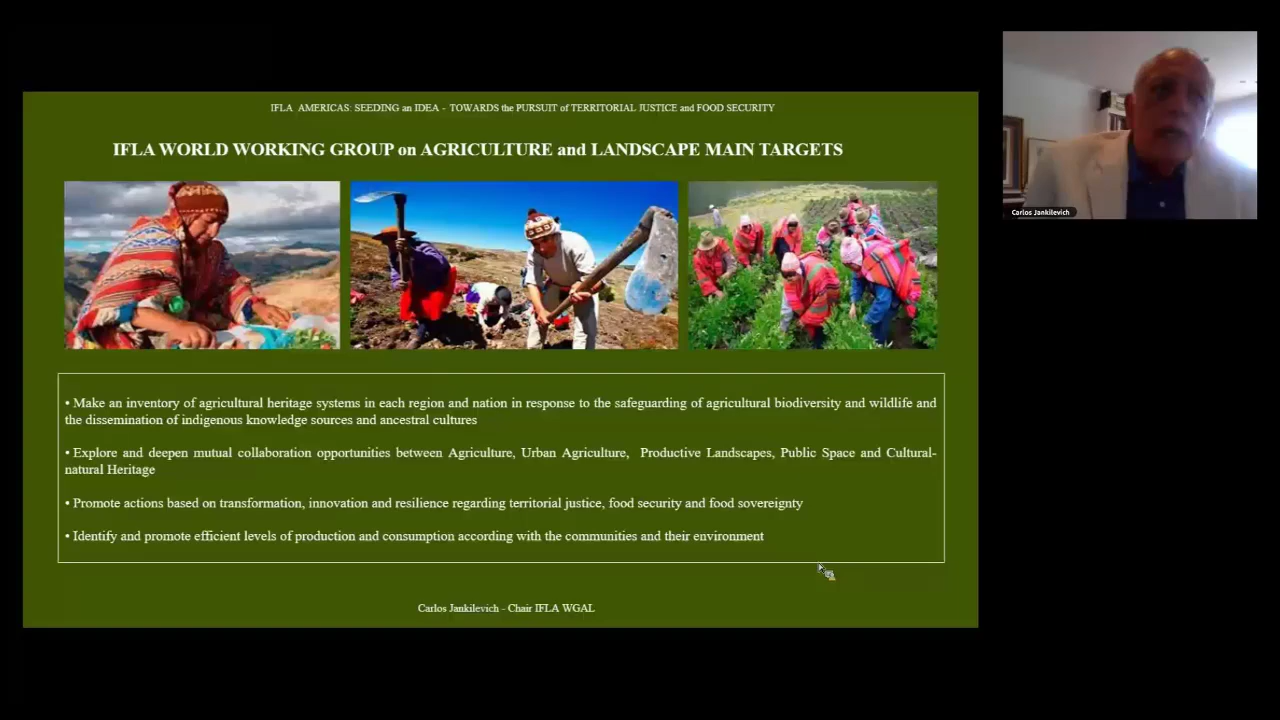 IFLA AMERICAS: SEEDING an IDEA - TOWARDS the PURSUIT of TERRITORIAL JUSTICE and FOOD SECURITY
IFLA WORLD WORKING GROUP on AGRICULTURE and LANDSCAPE MAIN TARGETS
• Make an inventory of agricultural heritage systems in each region and nation in response to the safeguarding of agricultural biodiversity and wildlife and
the dissemination of indigenous knowledge sources and ancestral cultures
• Explore and deepen mutual collaboration opportunities between Agriculture, Urban Agriculture, Productive Landscapes, Public Space and Cultural-
natural Heritage
• Promote actions based on transformation, innovation and resilience regarding territorial justice, food security and food sovereignty
• Identify and promote efficient levels of production and consumption according with the communities and their environment
Carlos Jankilevich - Chair IFLA WGAL
Carlos Jankilevich